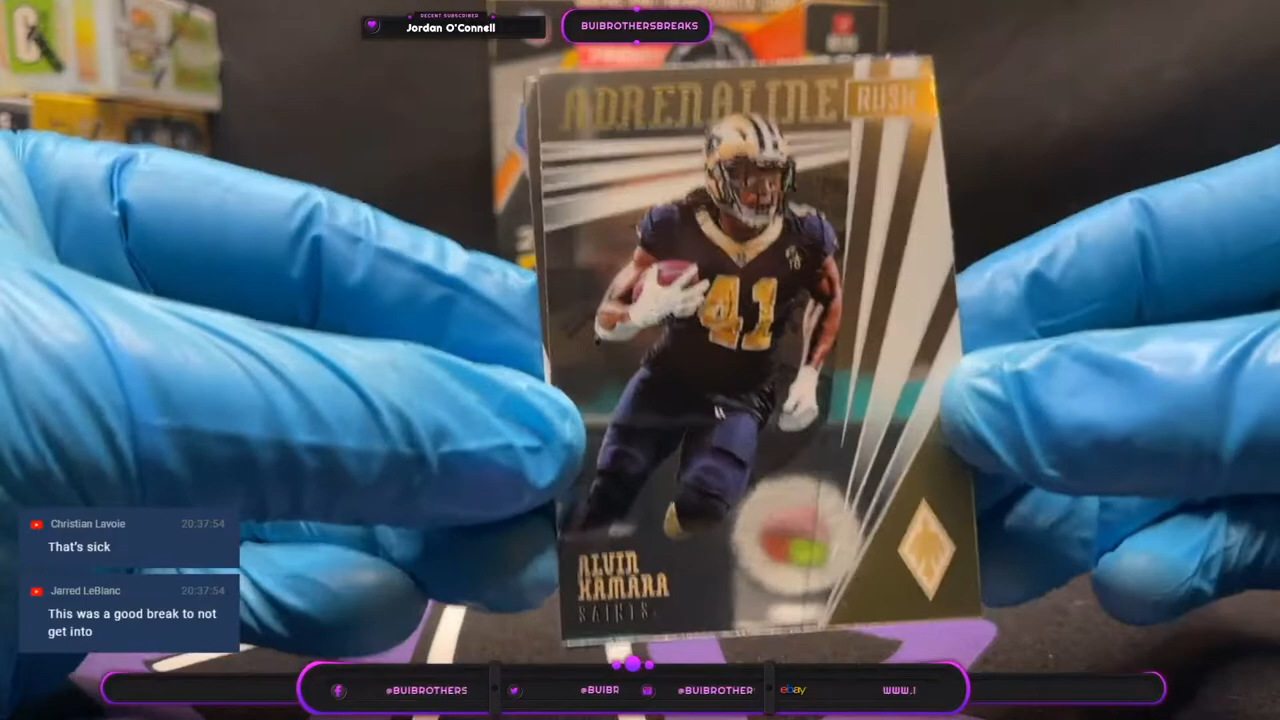 RECENT SUBSCRIBER
Jordan O'Connell
BUIBROTHERSBREAKS
ADRENALINE RUSH
41
ALVIN
KAMARA
SAINTS
Christian Lavoie 20:37:54
That's sick
Jarred LeBlanc 20:37:54
This was a good break to not
get into
@BUIBROTHERS
@BUIBR
@BUIBROTHER
ebay
WWW.